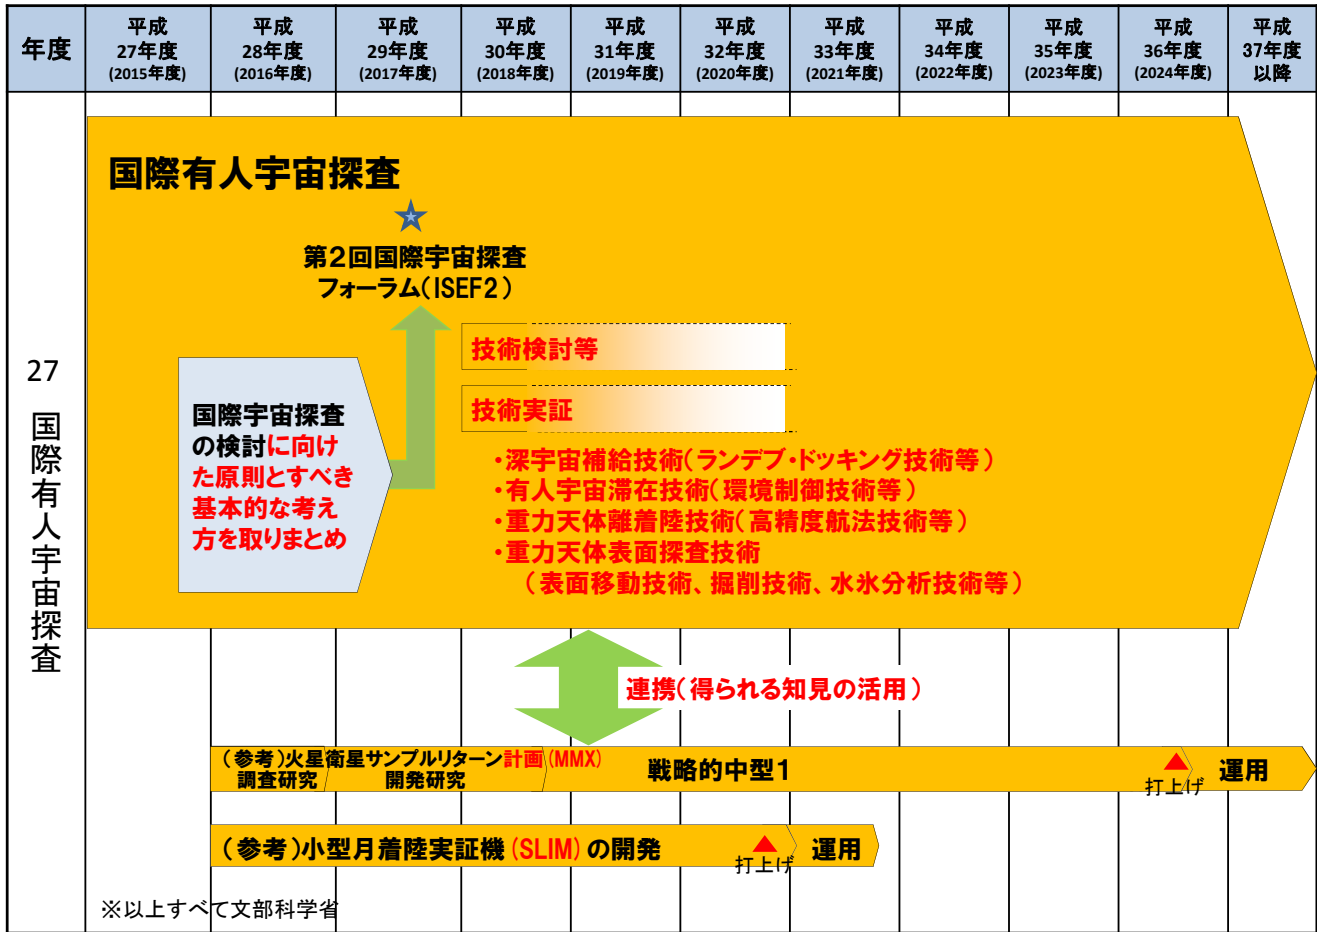 年度
平成
27年度
(2015年度)
平成
28年度
(2016年度)
平成
29年度
(2017年度)
平成
30年度
(2018年度)
平成
31年度
(2019年度)
平成
32年度
(2020年度)
平成
33年度
(2021年度)
平成
34年度
(2022年度)
平成
35年度
(2023年度)
平成
36年度
(2024年度)
平成
37年度
以降
27 国際有人宇宙探査
国際有人宇宙探査
第2回国際宇宙探査
フォーラム(ISEF2)
国際宇宙探査
の検討に向け
た原則とすべき
基本的な考え
方を取りまとめ
技術検討等
技術実証
・深宇宙補給技術(ランデブ・ドッキング技術等)
・有人宇宙滞在技術(環境制御技術等)
・重力天体離着陸技術(高精度航法技術等)
・重力天体表面探査技術
(表面移動技術、掘削技術、水氷分析技術等)
連携(得られる知見の活用)
(参考)火星衛星サンプルリターン計画(MMX)
調査研究
開発研究
戦略的中型1
打上げ
運用
(参考)小型月着陸実証機(SLIM)の開発
打上げ
運用
※以上すべて文部科学省